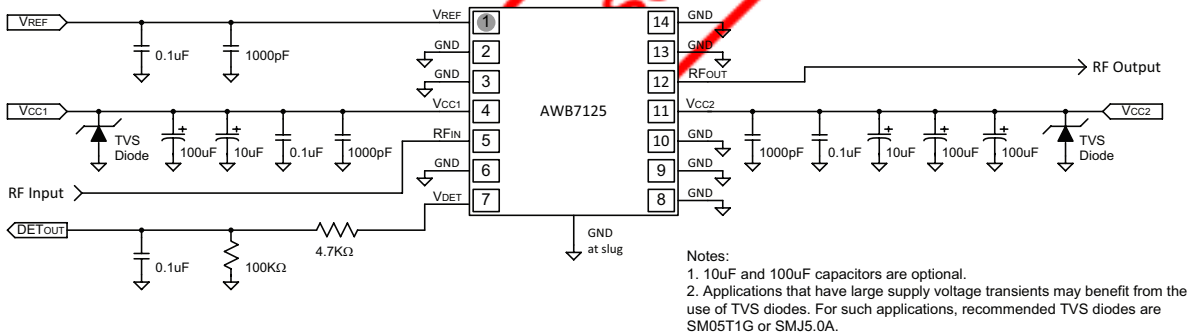 VREF
0.1uF
1000pF
VREF
1
GND
2
GND
3
VCC1
TVS
Diode
100uF
10uF
0.1uF
1000pF
VCC1
4
RFIN
5
RF Input
GND
6
VDET
7
DETOUT
0.1uF
100KΩ
4.7KΩ
AWB7125
GND
at slug
14
GND
13
GND
12
RFOUT
RF Output
11
VCC2
VCC2
1000pF
0.1uF
10uF
100uF
100uF
TVS
Diode
10
GND
9
GND
8
GND
Notes:
1. 10uF and 100uF capacitors are optional.
2. Applications that have large supply voltage transients may benefit from the
use of TVS diodes. For such applications, recommended TVS diodes are
SM05T1G or SMJ5.0A.